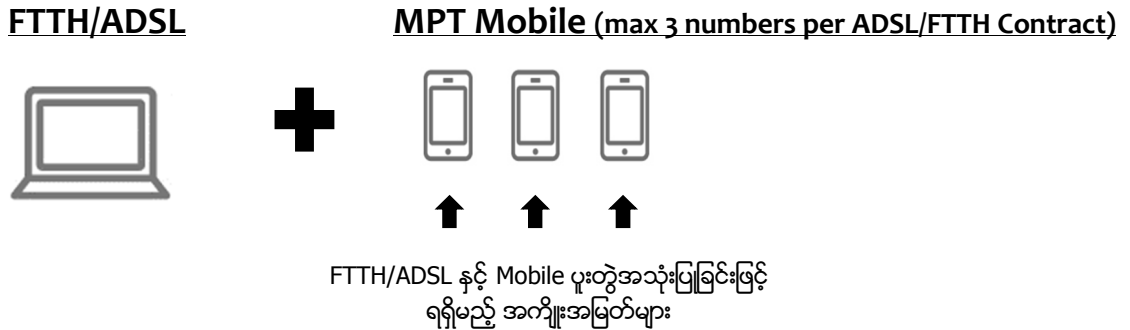 FTTH/ADSL
MPT Mobile (max 3 numbers per ADSL/FTTH Contract)
FTTH/ADSL နှင့် Mobile ပူးတွဲအသုံးပြုခြင်းဖြင့်
ရရှိမည့် အကျိုးအမြတ်များ